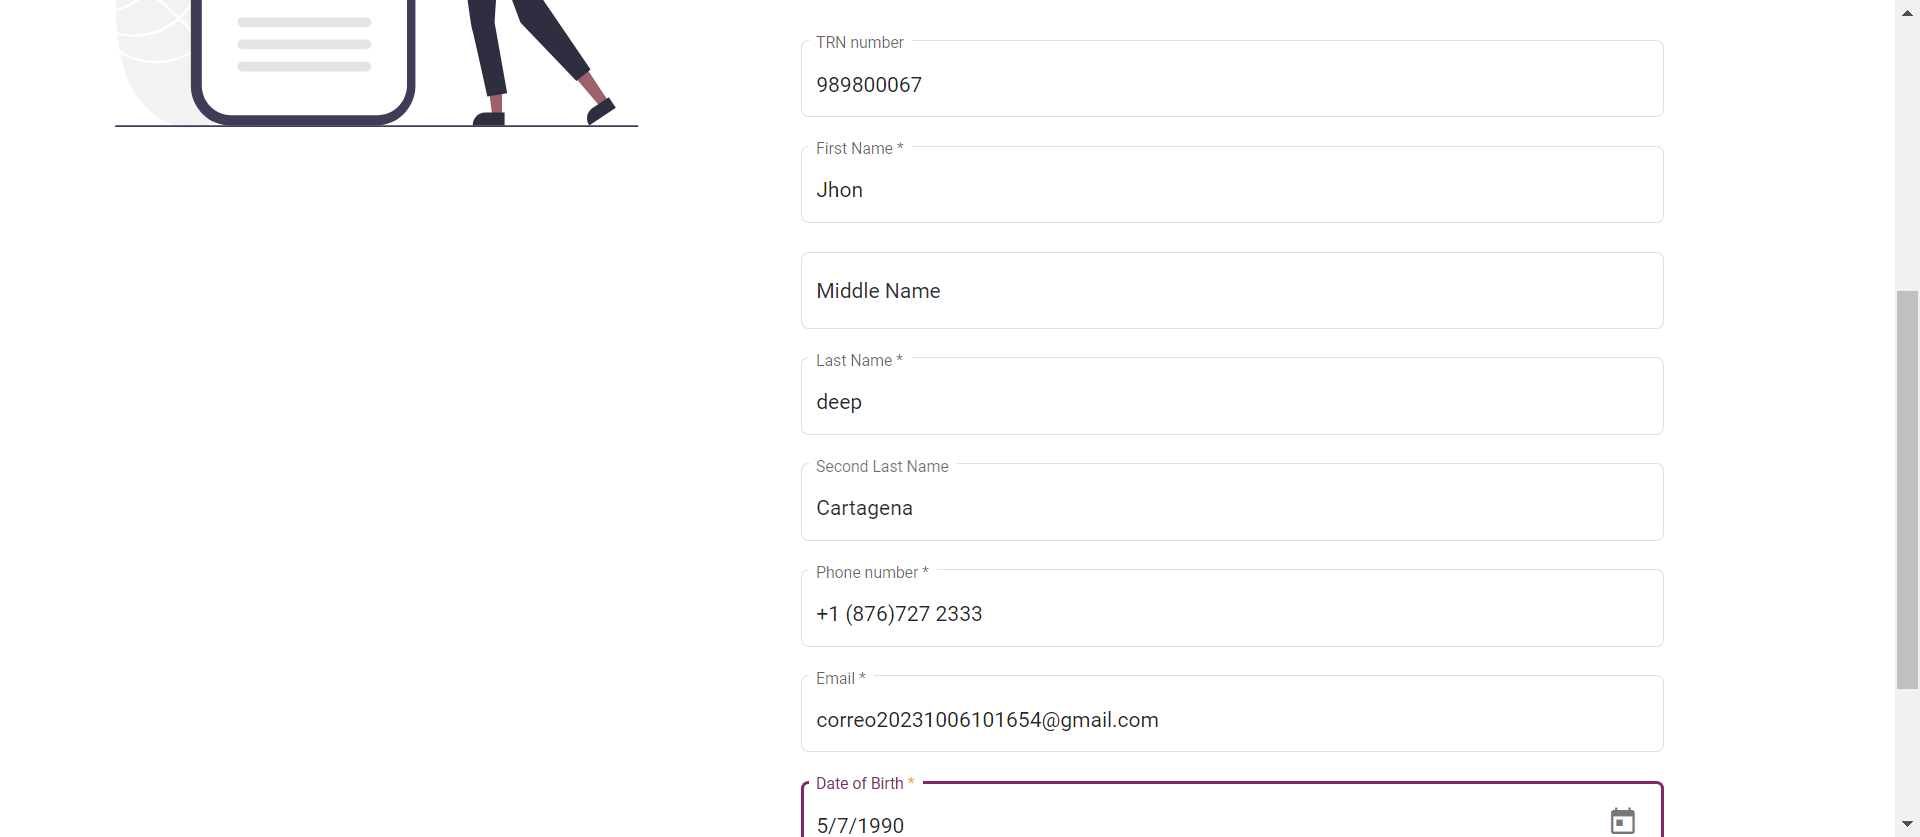 TRN number
989800067
First Name *
Jhon
Middle Name
Last Name *
deep
Second Last Name
Cartagena
Phone number *
+1 (876)727 2333
Email *
correo20231006101654@gmail.com
Date of Birth *
5/7/1990